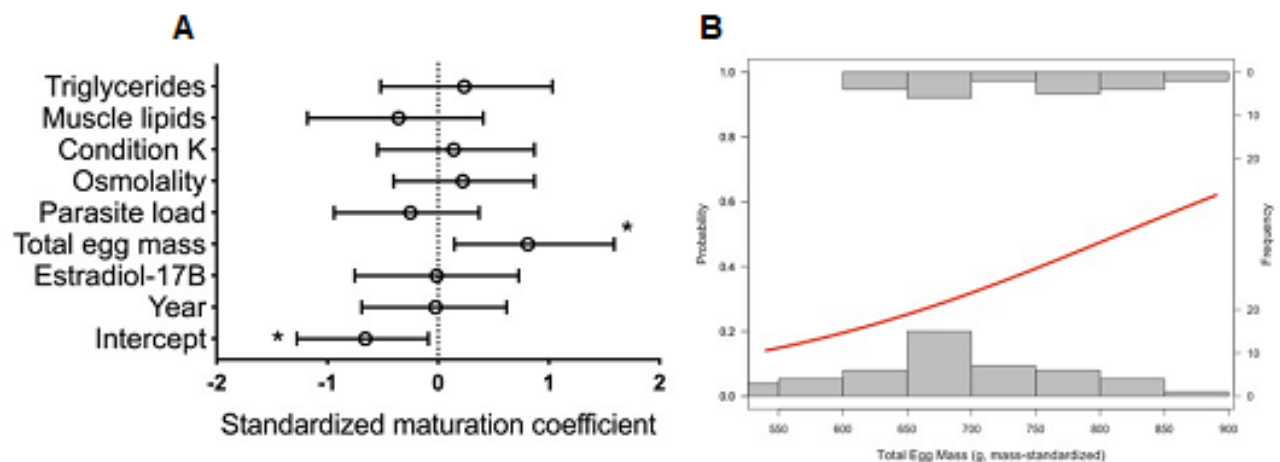 A
Triglycerides
Muscle lipids
Condition K
Osmolality
Parasite load
Total egg mass
*
Estradiol-17B
Year
Intercept
*
-2 -1 0 1 2
Standardized maturation coefficient
B
1.0
0.8
0.6
0.4
0.2
0.0
Probability
0
10
20
20
10
0
Frequency
550 600 650 700 750 800 850 900
Total Egg Mass (g, mass-standardized)